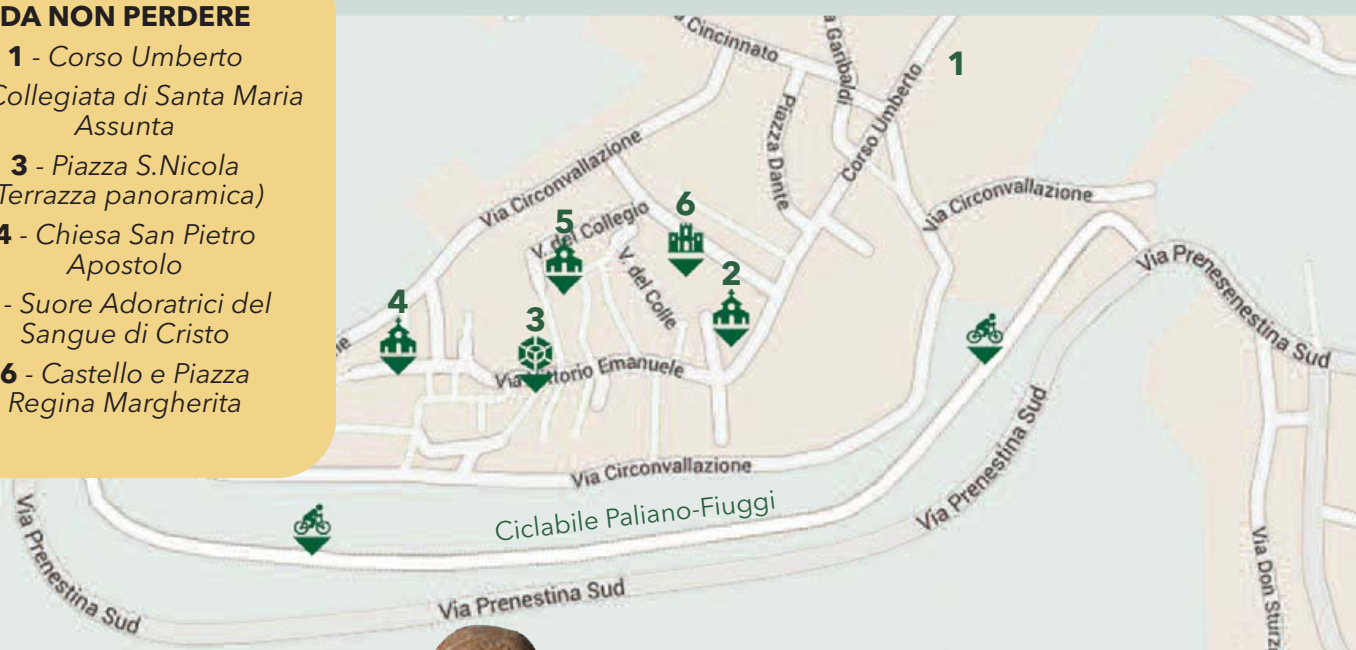 DA NON PERDERE
1 - Corso Umberto
Collegiata di Santa Maria
Assunta
3 - Piazza S.Nicola
Terrazza panoramica)
4 - Chiesa San Pietro
Apostolo
- Suore Adoratrici del
Sangue di Cristo
6 - Castello e Piazza
Regina Margherita
Cincinnato
Garibaldi
1
Corso Umberto
Piazza Dante
Via Circonvallazione
Via Circonvallazione
5
V. del Collegio
6
V. del Colle
2
4
3
Via Vittorio Emanuele
Via Prenesenestina Sud
Via Circonvallazione
Ciclabile Paliano-Fiuggi
Via Prenestina Sud
Via Prenestina Sud
Via Prenestina Sud
Via Don Sturz